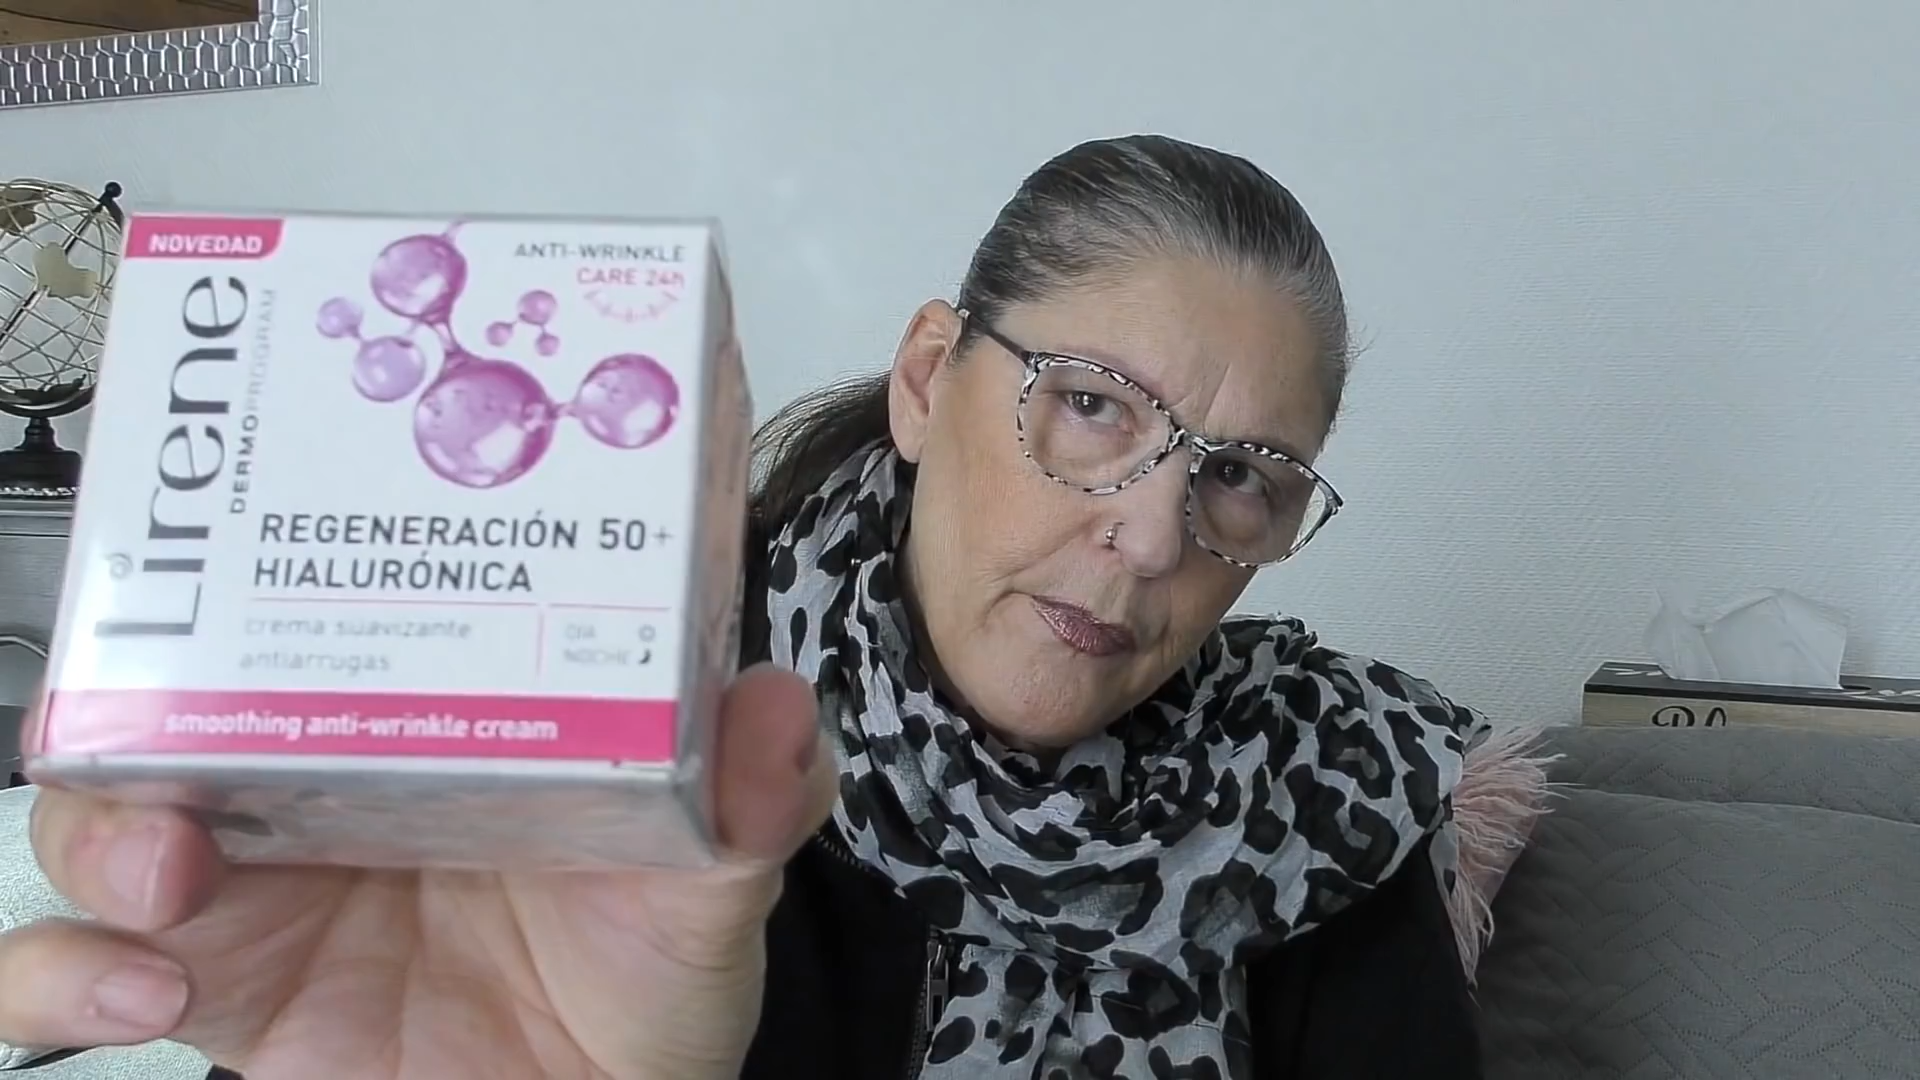 NOVEDAD
Lirene
DERMOPROGRAM
ANTI-WRINKLE
CARE 24h
REGENERACIÓN 50+
HIALURÓNICA
crema suavizante
antiarrugas
DÍA
NOCHE
smoothing anti-wrinkle cream